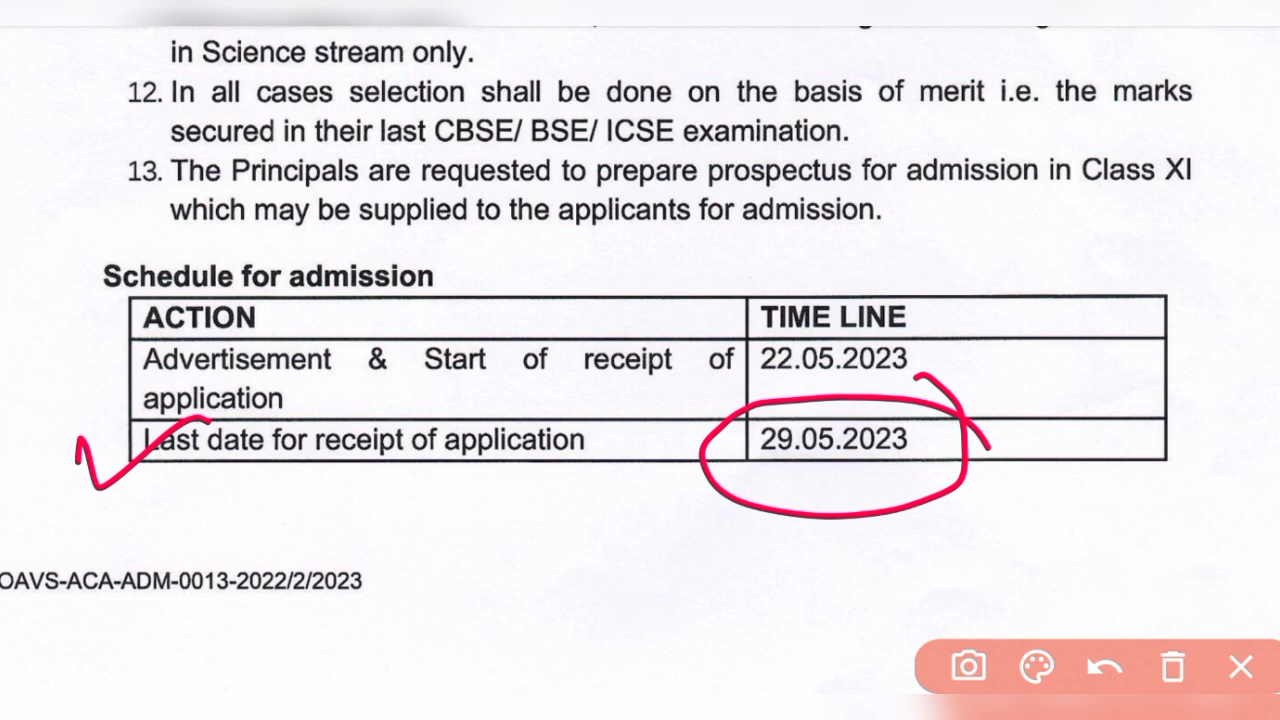 in Science stream only.
12. In all cases selection shall be done on the basis of merit i.e. the marks
secured in their last CBSE/ BSE/ ICSE examination.
13. The Principals are requested to prepare prospectus for admission in Class XI
which may be supplied to the applicants for admission.
Schedule for admission
ACTION TIME LINE
Advertisement & Start of receipt of 22.05.2023
application
Last date for receipt of application 29.05.2023
OAVS-ACA-ADM-0013-2022/2/2023